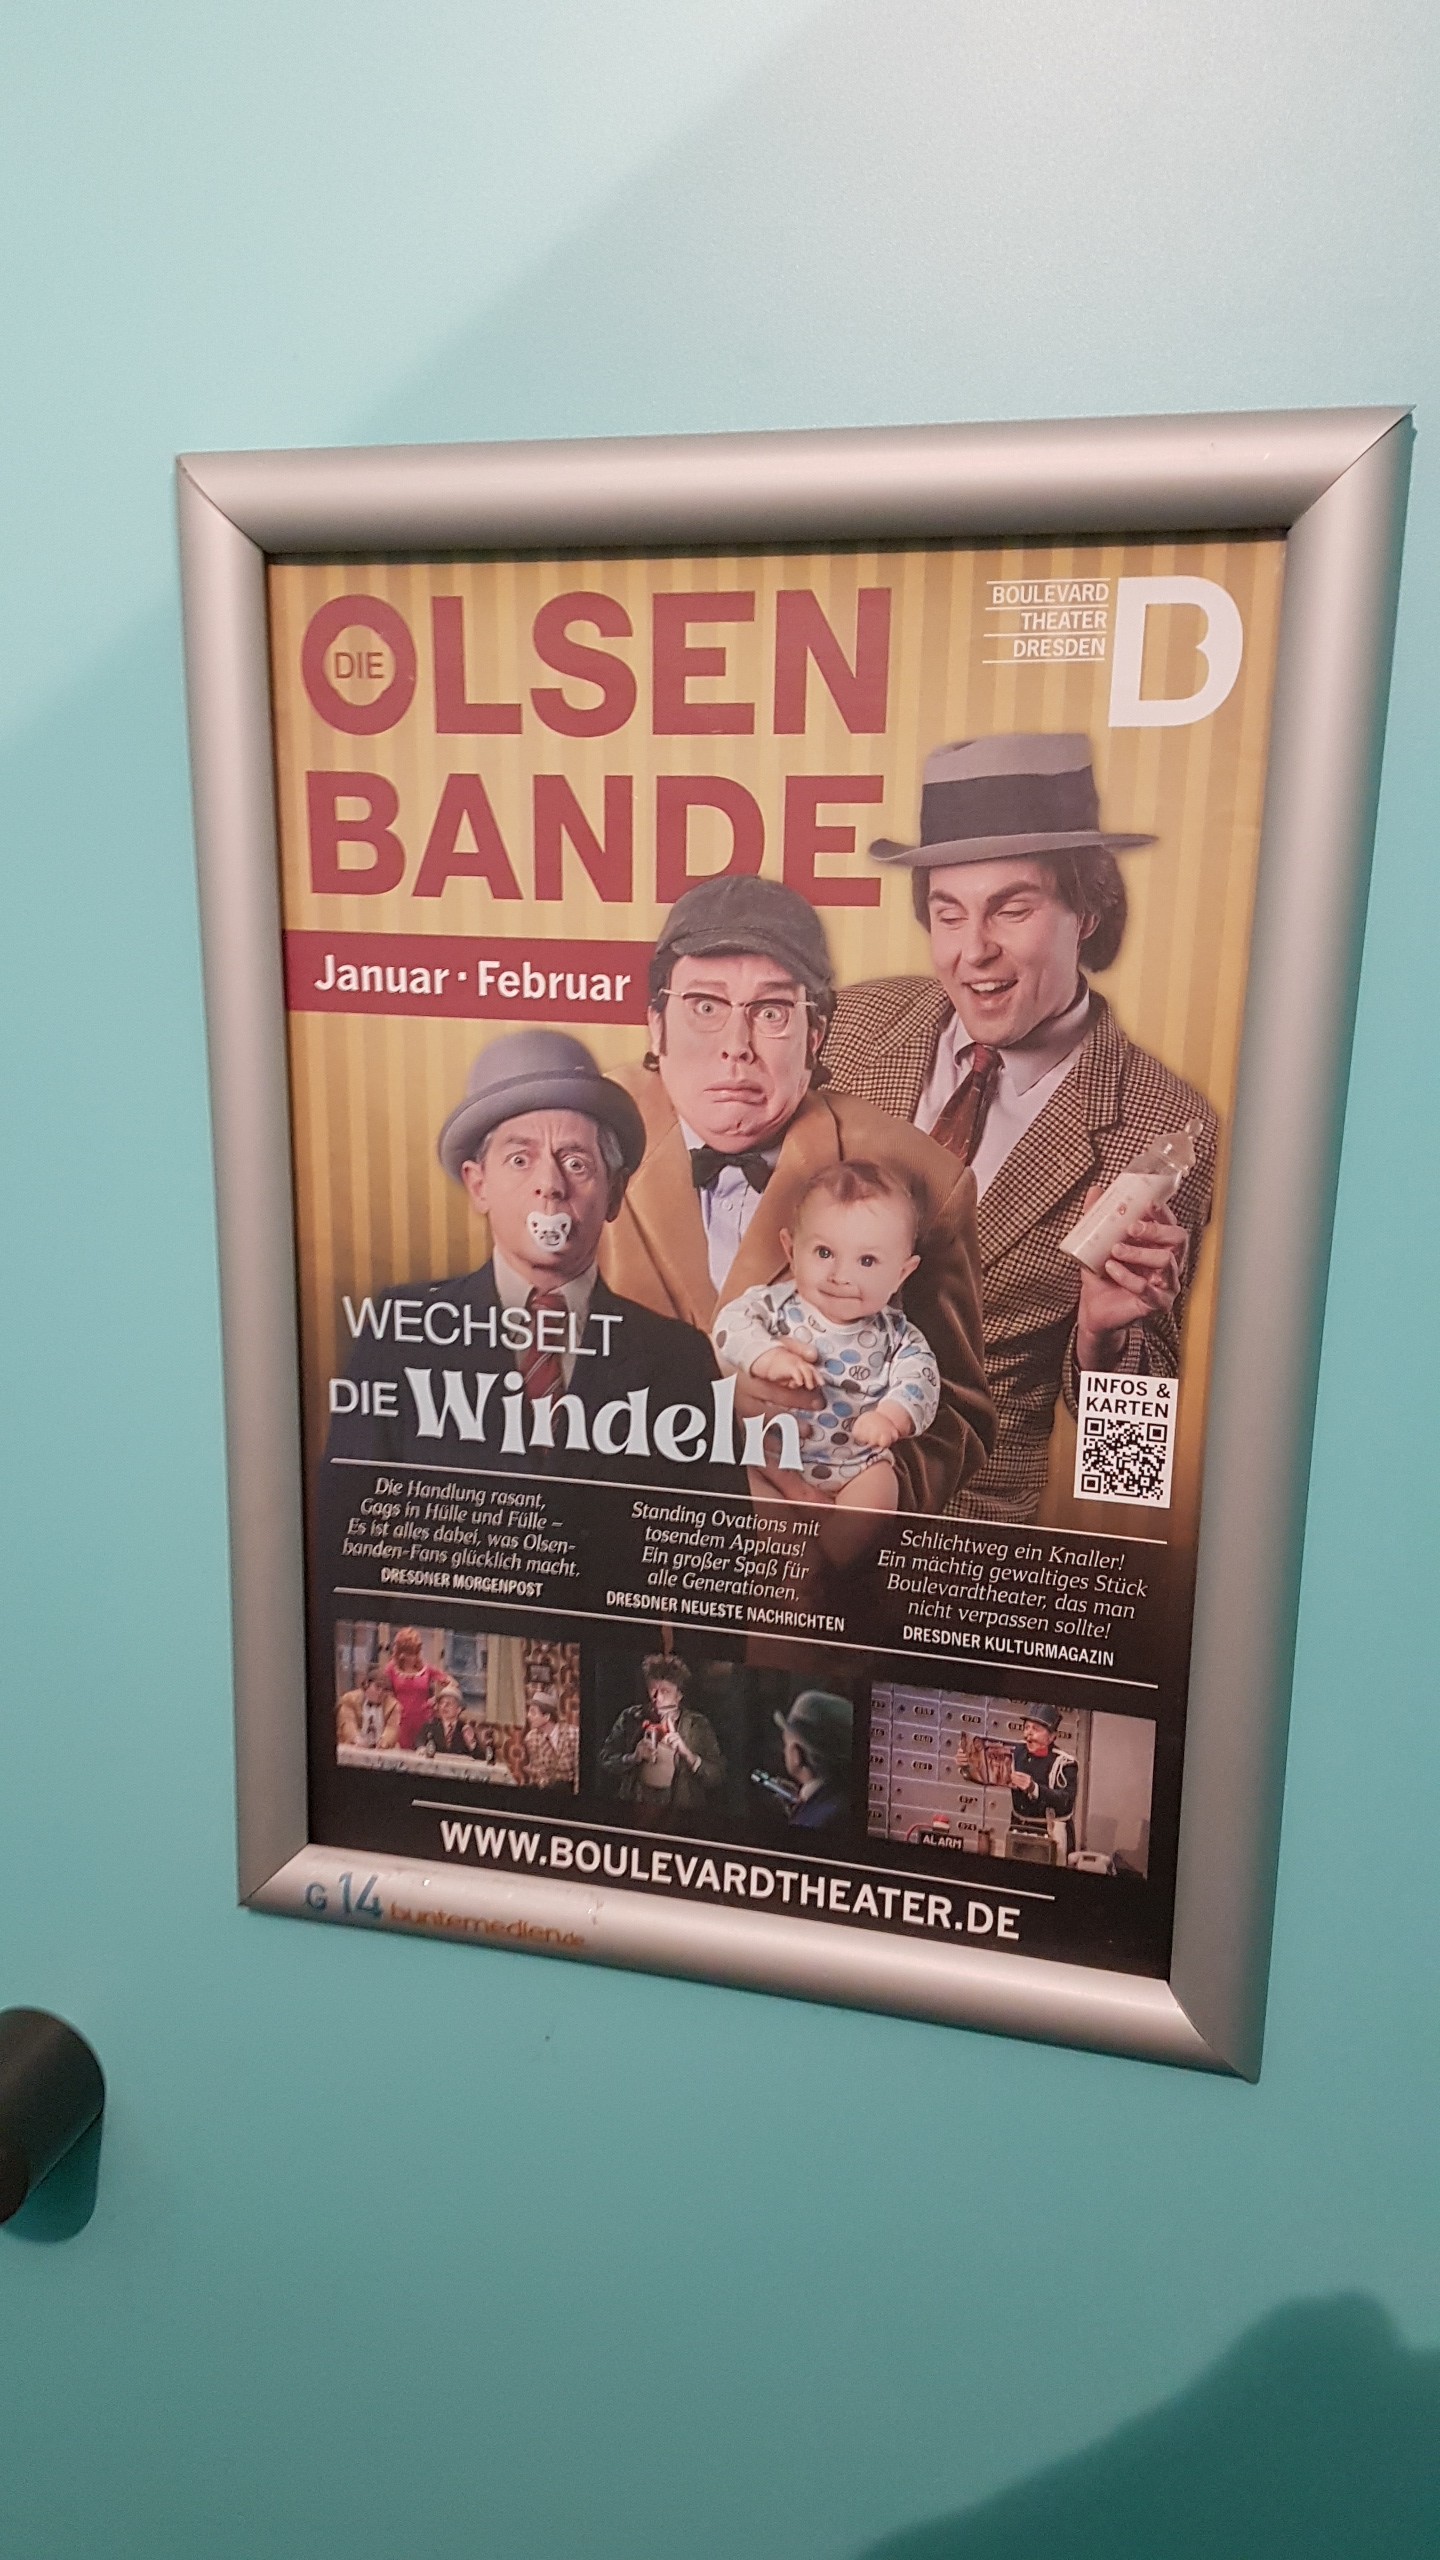 DIE
OLSEN
BANDE
BOULEVARD
THEATER
DRESDEN
B
Januar · Februar
WECHSELT
DIE Windeln
INFOS &
KARTEN
Die Handlung rasant,
Gags in Hülle und Fülle –
Es ist alles dabei, was Olsen-
banden-Fans glücklich macht.
DRESDNER MORGENPOST
Standing Ovations mit
tosendem Applaus!
Ein großer Spaß für
alle Generationen.
DRESDNER NEUESTE NACHRICHTEN
Schlichtweg ein Knaller!
Ein mächtig gewaltiges Stück
Boulevardtheater, das man
nicht verpassen sollte!
DRESDNER KULTURMAGAZIN
ALARM
WWW.BOULEVARDTHEATER.DE
G 14 buntemedien.de